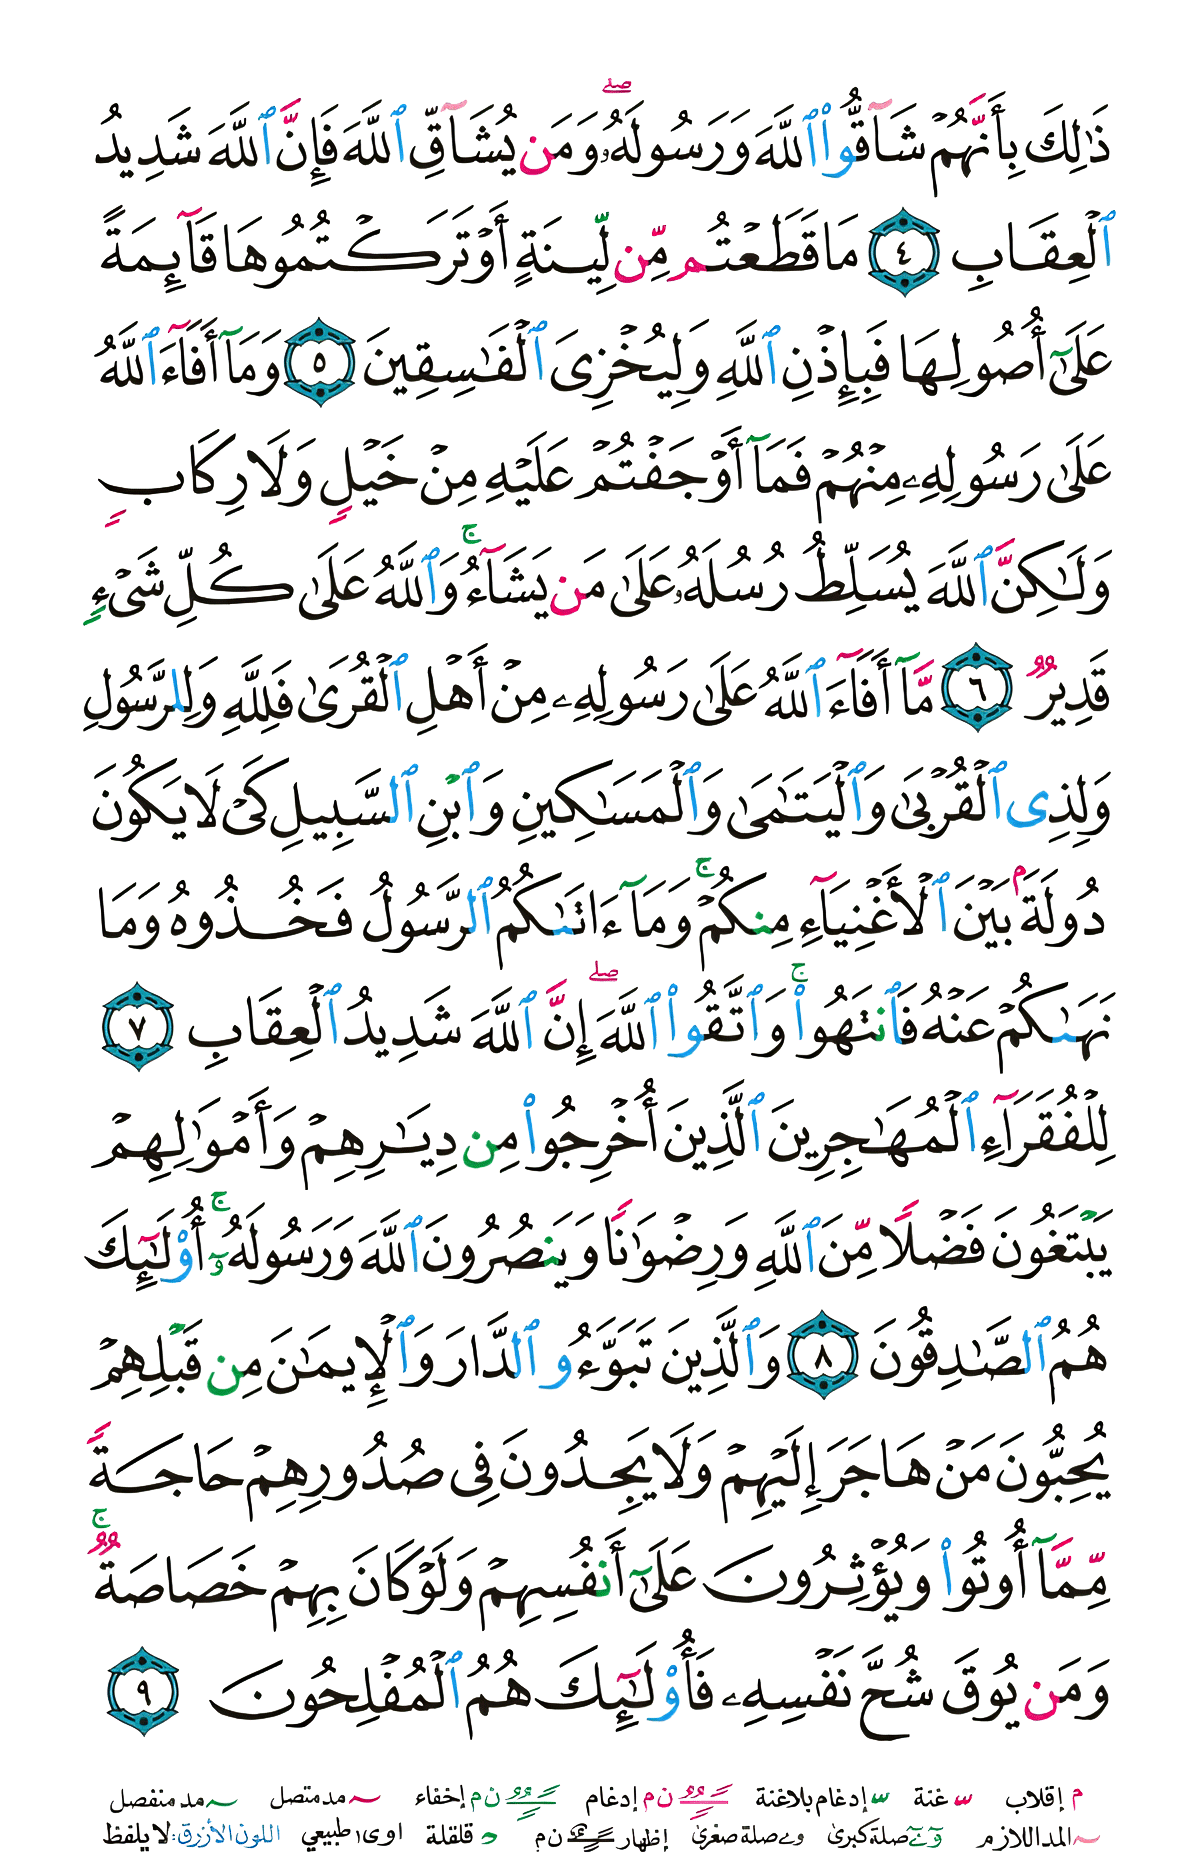 ذَٰلِكَ بِأَنَّهُمۡ شَآقُّواْ ٱللَّهَ وَرَسُولَهُۥۖ وَمَن يُشَآقِّ ٱللَّهَ فَإِنَّ ٱللَّهَ شَدِيدُ
ٱلۡعِقَابِ ٤ مَا قَطَعۡتُم مِّن لِّينَةٍ أَوۡ تَرَكۡتُمُوهَا قَآئِمَةً
عَلَىٰٓ أُصُولِهَا فَبِإِذۡنِ ٱللَّهِ وَلِيُخۡزِيَ ٱلۡفَٰسِقِينَ ٥ وَمَآ أَفَآءَ ٱللَّهُ
عَلَىٰ رَسُولِهِۦ مِنۡهُمۡ فَمَآ أَوۡجَفۡتُمۡ عَلَيۡهِ مِنۡ خَيۡلٖ وَلَا رِكَابٖ
وَلَٰكِنَّ ٱللَّهَ يُسَلِّطُ رُسُلَهُۥ عَلَىٰ مَن يَشَآءُۚ وَٱللَّهُ عَلَىٰ كُلِّ شَيۡءٖ
قَدِيرٞ ٦ مَّآ أَفَآءَ ٱللَّهُ عَلَىٰ رَسُولِهِۦ مِنۡ أَهۡلِ ٱلۡقُرَىٰ فَلِلَّهِ وَلِلرَّسُولِ
وَلِذِي ٱلۡقُرۡبَىٰ وَٱلۡيَتَٰمَىٰ وَٱلۡمَسَٰكِينِ وَٱبۡنِ ٱلسَّبِيلِ كَيۡ لَا يَكُونَ
دُولَةَۢ بَيۡنَ ٱلۡأَغۡنِيَآءِ مِنكُمۡۚ وَمَآ ءَاتَىٰكُمُ ٱلرَّسُولُ فَخُذُوهُ وَمَا
نَهَىٰكُمۡ عَنۡهُ فَٱنتَهُواْۚ وَٱتَّقُواْ ٱللَّهَۖ إِنَّ ٱللَّهَ شَدِيدُ ٱلۡعِقَابِ ٧
لِلۡفُقَرَآءِ ٱلۡمُهَٰجِرِينَ ٱلَّذِينَ أُخۡرِجُواْ مِن دِيَٰرِهِمۡ وَأَمۡوَٰلِهِمۡ
يَبۡتَغُونَ فَضۡلٗا مِّنَ ٱللَّهِ وَرِضۡوَٰنٗا وَيَنصُرُونَ ٱللَّهَ وَرَسُولَهُۥٓۚ أُوْلَٰٓئِكَ
هُمُ ٱلصَّٰدِقُونَ ٨ وَٱلَّذِينَ تَبَوَّءُو ٱلدَّارَ وَٱلۡإِيمَٰنَ مِن قَبۡلِهِمۡ
يُحِبُّونَ مَنۡ هَاجَرَ إِلَيۡهِمۡ وَلَا يَجِدُونَ فِي صُدُورِهِمۡ حَاجَةٗ
مِّمَّآ أُوتُواْ وَيُؤۡثِرُونَ عَلَىٰٓ أَنفُسِهِمۡ وَلَوۡ كَانَ بِهِمۡ خَصَاصَةٞۚ
وَمَن يُوقَ شُحَّ نَفۡسِهِۦ فَأُوْلَٰٓئِكَ هُمُ ٱلۡمُفۡلِحُونَ ٩
م إقلاب غنة إدغام بلاغنة ن م إدغام ن م إخفاء مد متصل مد منفصل
المد اللازم صلة كبرى صلة صغرى إظهار ن م قلقلة اوى طبيعي اللون الأزرق: لا يلفظ